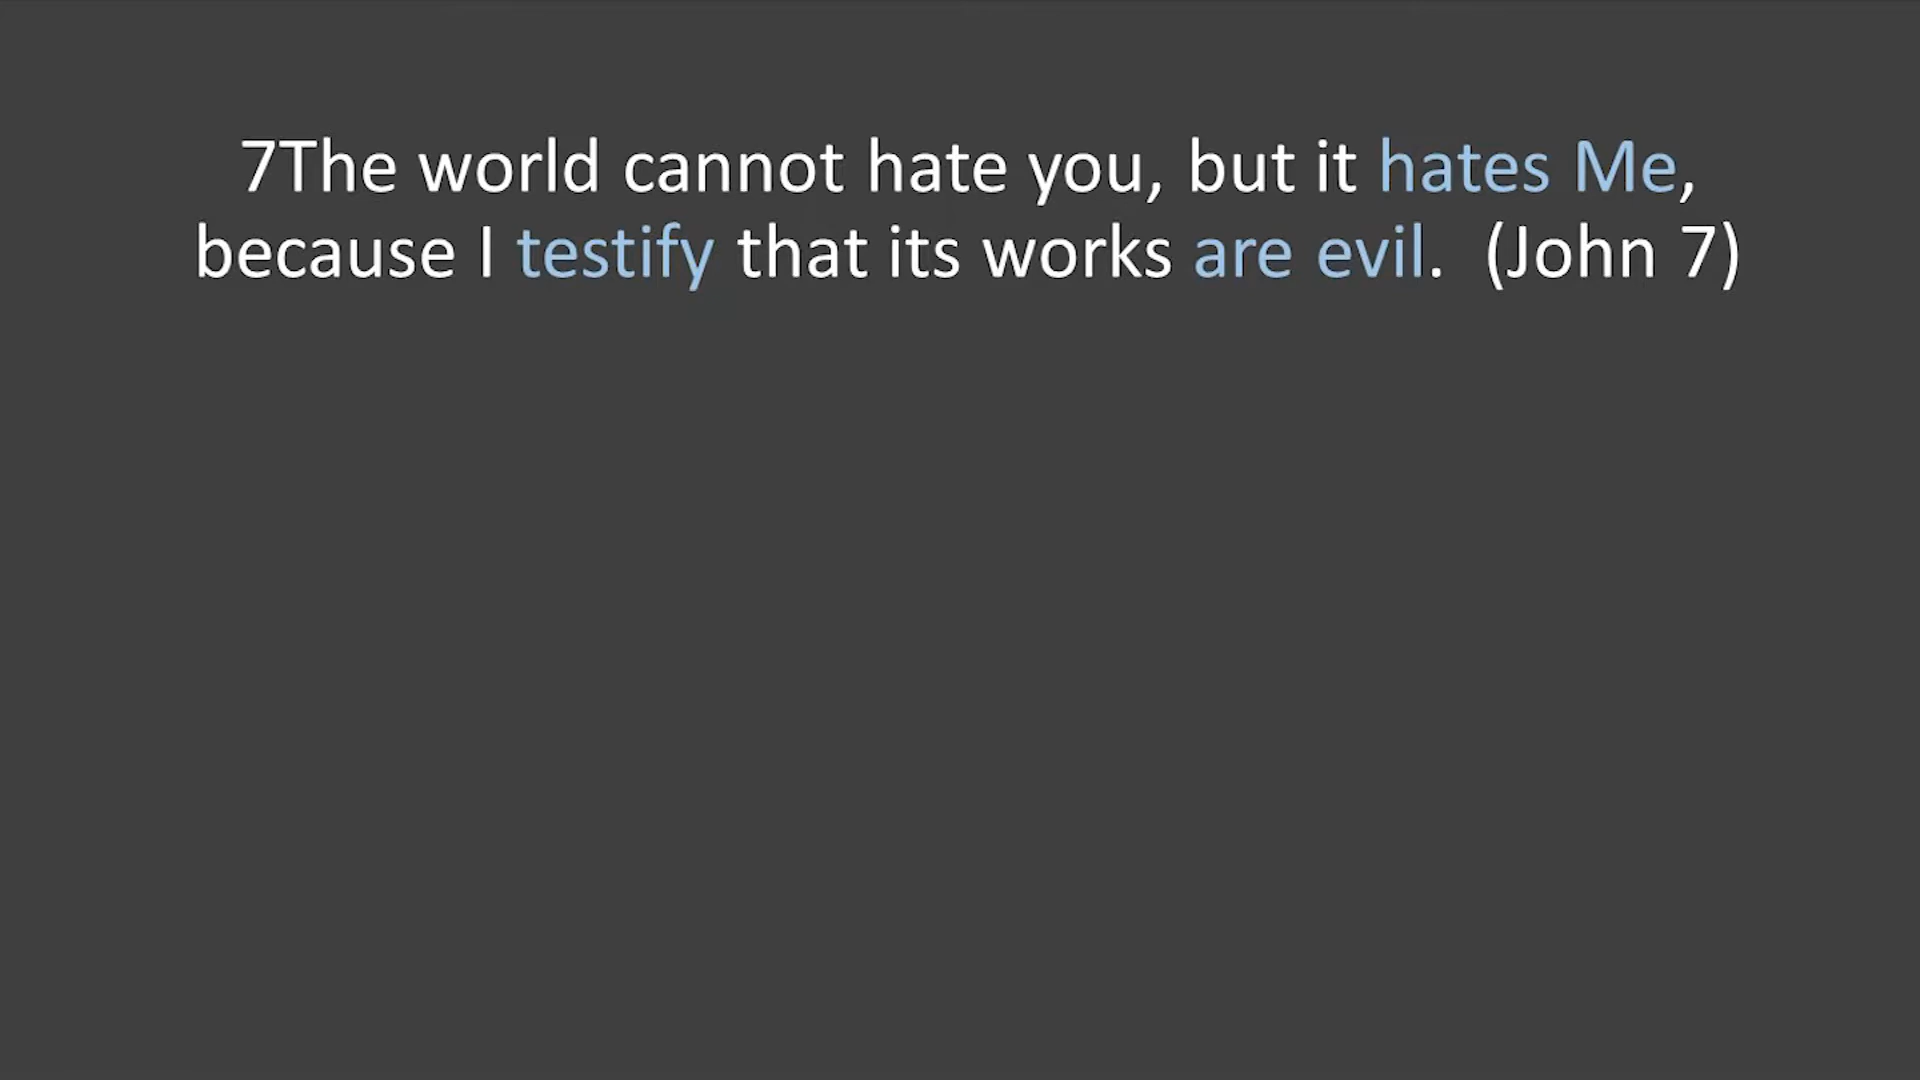 7The world cannot hate you, but it hates Me,
because I testify that its works are evil.  (John 7)